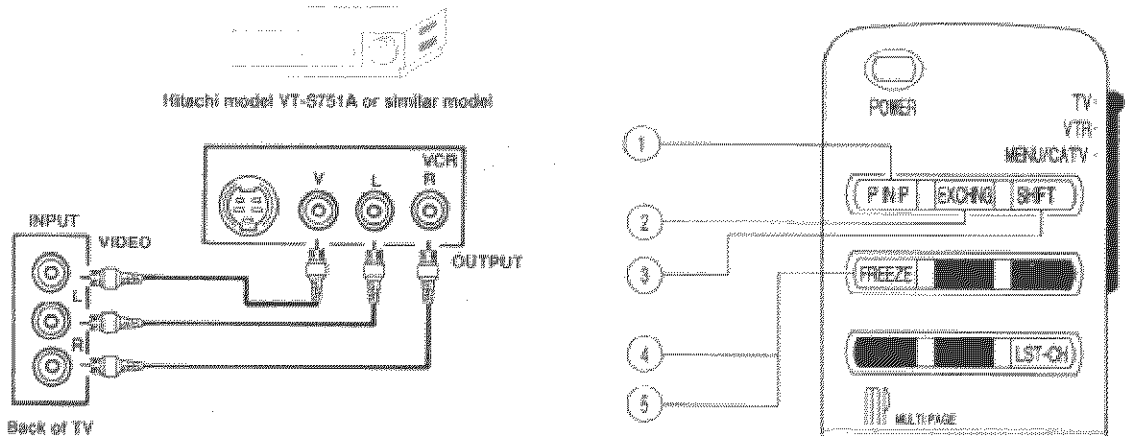 Hitachi model VT-S751A or similar model
VCR
V
L
R
INPUT
VIDEO
L
R
OUTPUT
Back of TV
POWER
TV-
VTR-
MENU/CATV -
1
P IN P
EXCHNG
SHIFT
2
3
FREEZE
4
LST-CH
5
MULTI PAGE